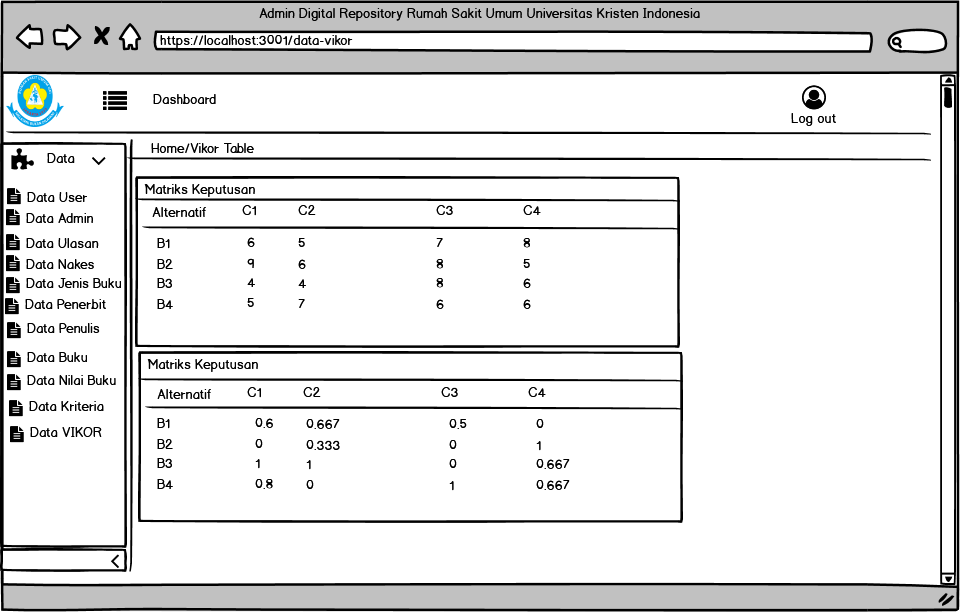 Admin Digital Repository Rumah Sakit Umum Universitas Kristen Indonesia
https://localhost:3001/data-vikor
Dashboard
Log out
Data
Home/Vikor Table
Data User
Data Admin
Data Ulasan
Data Nakes
Data Jenis Buku
Data Penerbit
Data Penulis
Data Buku
Data Nilai Buku
Data Kriteria
Data VIKOR
Matriks Keputusan
Alternatif C1 C2 C3 C4
B1 6 5 7 8
B2 9 6 8 5
B3 4 4 8 6
B4 5 7 6 6
Matriks Keputusan
Alternatif C1 C2 C3 C4
B1 0.6 0.667 0.5 0
B2 0 0.333 0 1
B3 1 1 0 0.667
B4 0.8 0 1 0.667